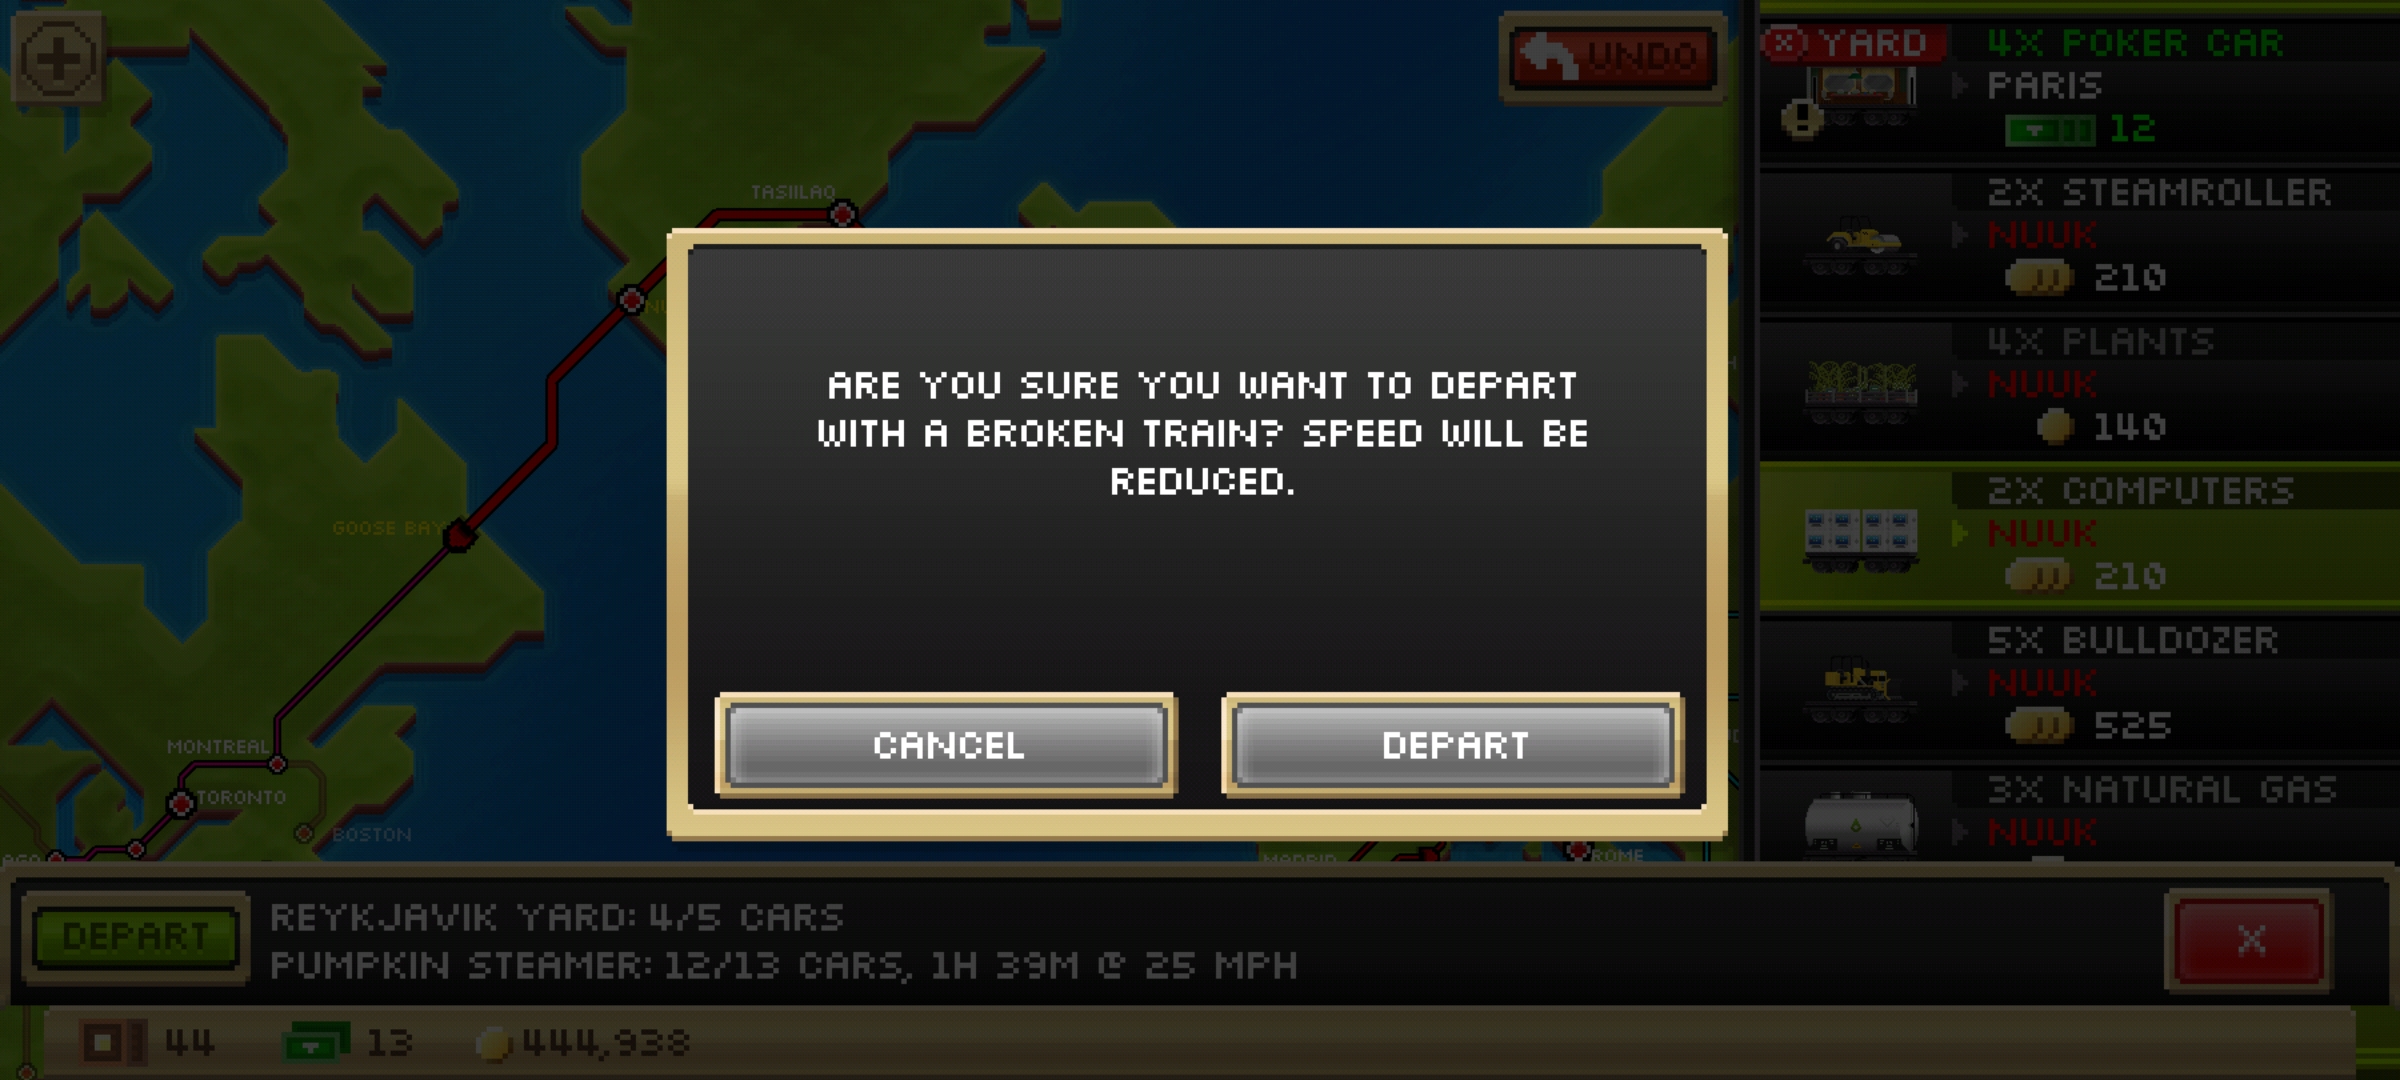 UNDO
YARD
4X POKER CAR
PARIS
12
TASIILAQ
2X STEAMROLLER
NUUK
210
4X PLANTS
NUUK
140
ARE YOU SURE YOU WANT TO DEPART
WITH A BROKEN TRAIN? SPEED WILL BE
REDUCED.
2X COMPUTERS
NUUK
210
GOOSE BAY
5X BULLDOZER
NUUK
525
CANCEL
DEPART
MONTREAL
TORONTO
BOSTON
3X NATURAL GAS
NUUK
MADRID
ROME
DEPART
REYKJAVIK YARD: 4/5 CARS
PUMPKIN STEAMER: 12/13 CARS, 1H 39M @ 25 MPH
X
44
13
444,938